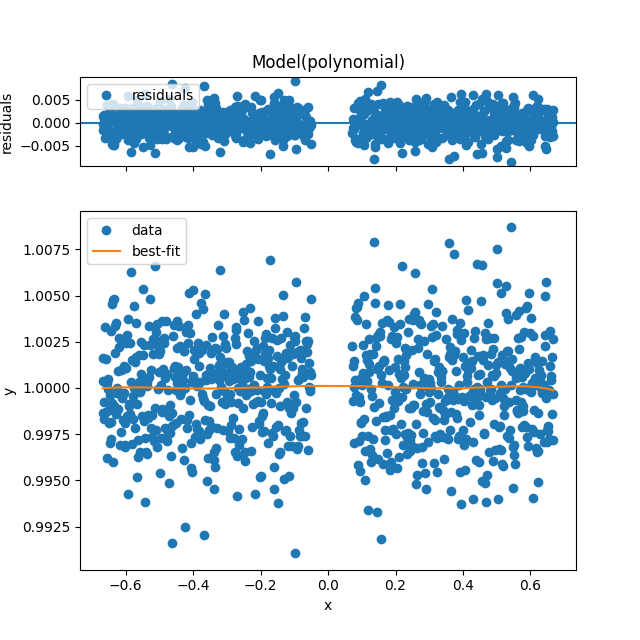 Model(polynomial)
residuals
0.005
0.000
−0.005
residuals
data
best-fit
1.0075
1.0050
1.0025
1.0000
0.9975
0.9950
0.9925
y
−0.6
−0.4
−0.2
0.0
0.2
0.4
0.6
x